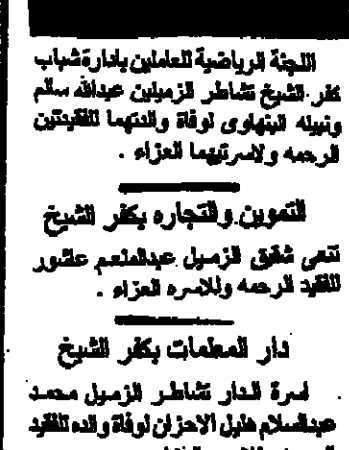 اللجنة الرياضية للعاملين بادارة شباب
كفر الشيخ تشاطر الزميلين عبدالله سالم
ونبيله البنهاوى لوفاة والدتهما للفقيدتين
الرحمه ولاسرتيهما العزاء .
التموين والتجاره بكفر الشيخ
تنعى شقيق الزميل عبدالمنعم عاشور
للفقيد الرحمه وللاسره العزاء .
دار المعلمات بكفر الشيخ
اسرة الدار تشاطر الزميل محمد
عبدالسلام هليل الاحزان لوفاة والده للفقيد